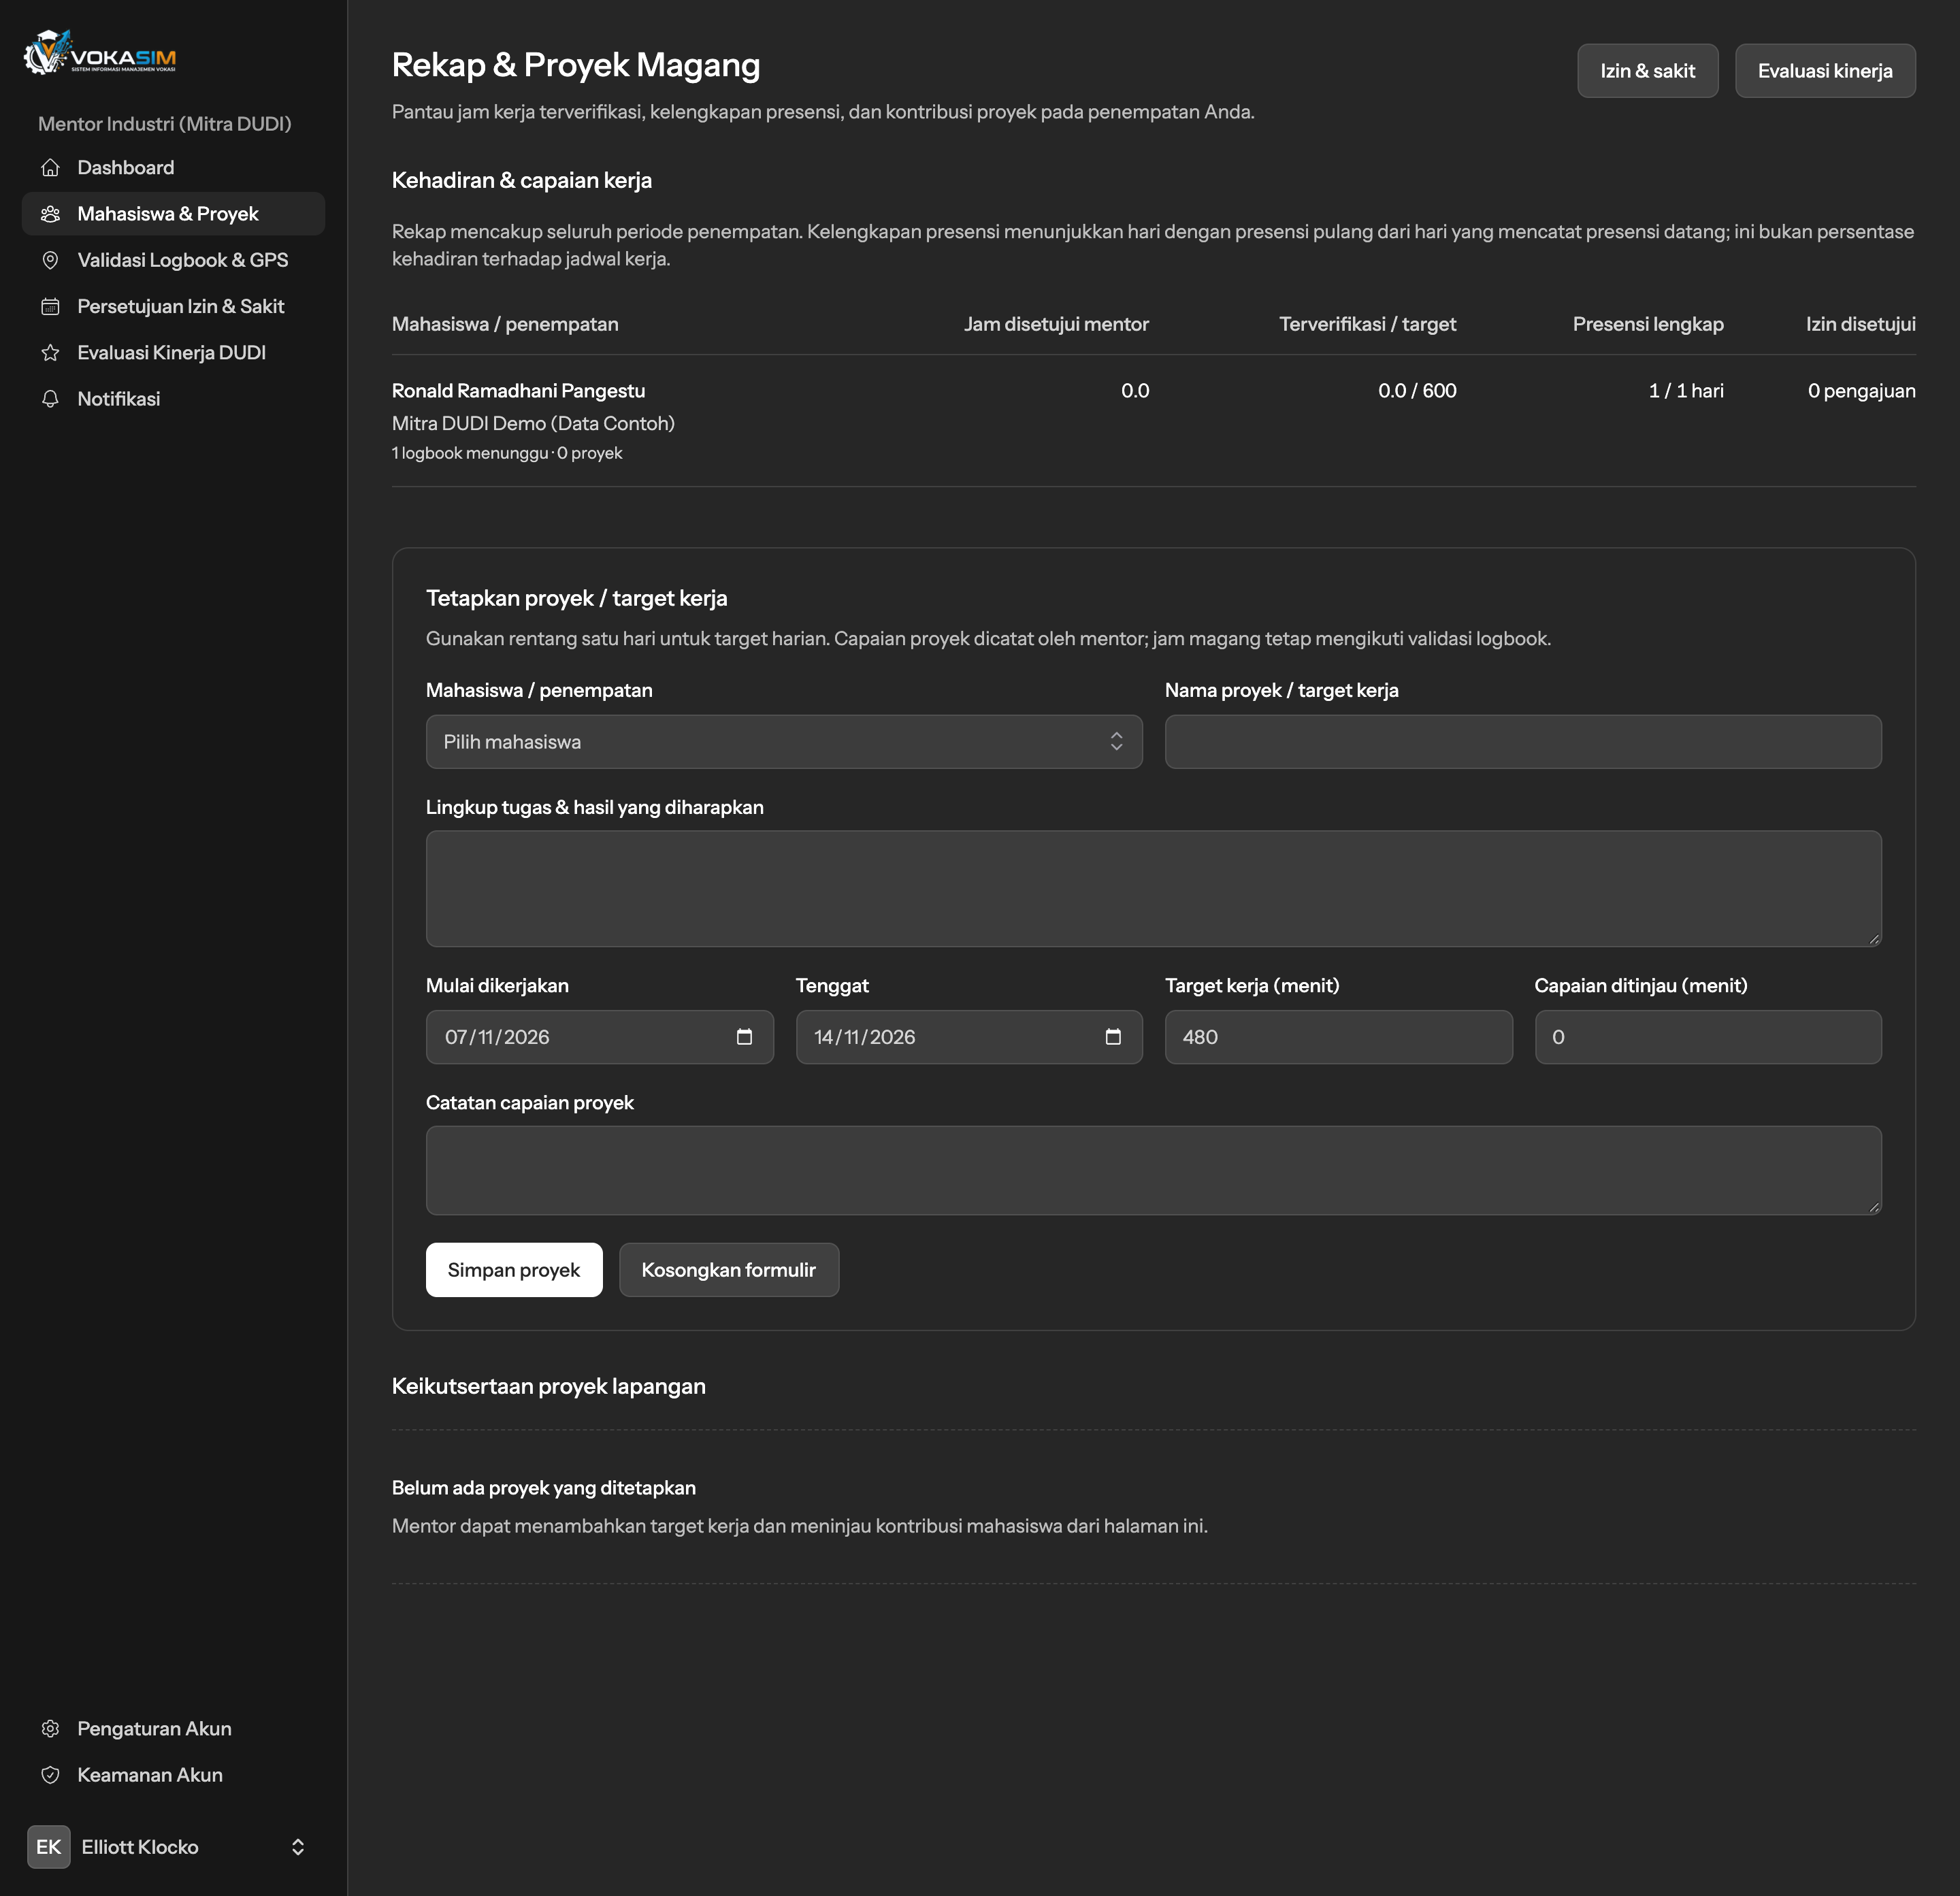 VOKASIM
SISTEM INFORMASI MANAJEMEN VOKASI
Mentor Industri (Mitra DUDI)
Dashboard
Mahasiswa & Proyek
Validasi Logbook & GPS
Persetujuan Izin & Sakit
Evaluasi Kinerja DUDI
Notifikasi
Pengaturan Akun
Keamanan Akun
EK Elliott Klocko
Rekap & Proyek Magang
Izin & sakit Evaluasi kinerja
Pantau jam kerja terverifikasi, kelengkapan presensi, dan kontribusi proyek pada penempatan Anda.
Kehadiran & capaian kerja
Rekap mencakup seluruh periode penempatan. Kelengkapan presensi menunjukkan hari dengan presensi pulang dari hari yang mencatat presensi datang; ini bukan persentase
kehadiran terhadap jadwal kerja.
Mahasiswa / penempatan Jam disetujui mentor Terverifikasi / target Presensi lengkap Izin disetujui
Ronald Ramadhani Pangestu 0.0 0.0 / 600 1 / 1 hari 0 pengajuan
Mitra DUDI Demo (Data Contoh)
1 logbook menunggu · 0 proyek
Tetapkan proyek / target kerja
Gunakan rentang satu hari untuk target harian. Capaian proyek dicatat oleh mentor; jam magang tetap mengikuti validasi logbook.
Mahasiswa / penempatan Nama proyek / target kerja
Pilih mahasiswa
Lingkup tugas & hasil yang diharapkan
Mulai dikerjakan Tenggat Target kerja (menit) Capaian ditinjau (menit)
07/11/2026 14/11/2026 480 0
Catatan capaian proyek
Simpan proyek Kosongkan formulir
Keikutsertaan proyek lapangan
Belum ada proyek yang ditetapkan
Mentor dapat menambahkan target kerja dan meninjau kontribusi mahasiswa dari halaman ini.